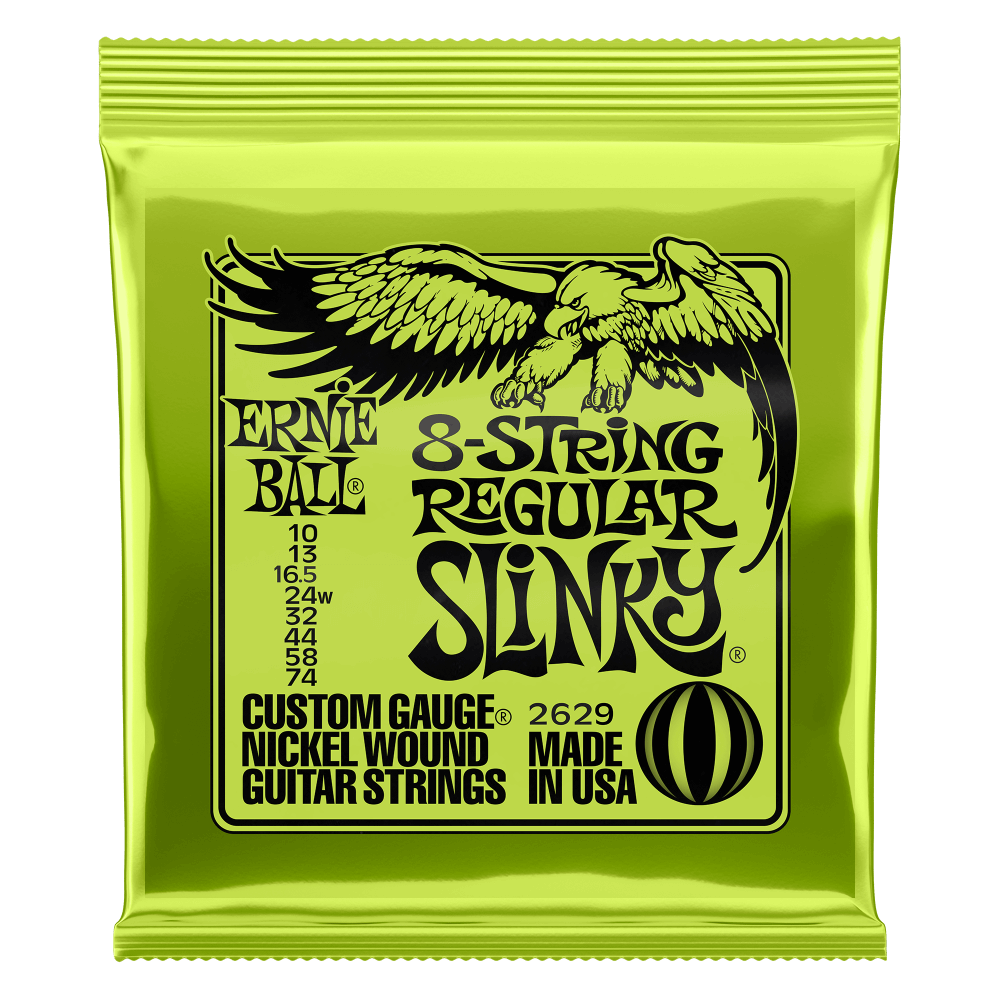 ERNiE
BALL®
10
13
16.5
24w
32
44
58
74
8-STRiNG
REGULAR
SLiNKY®
CUSTOM GAUGE®
NICKEL WOUND
GUITAR STRINGS
2629
MADE
IN USA